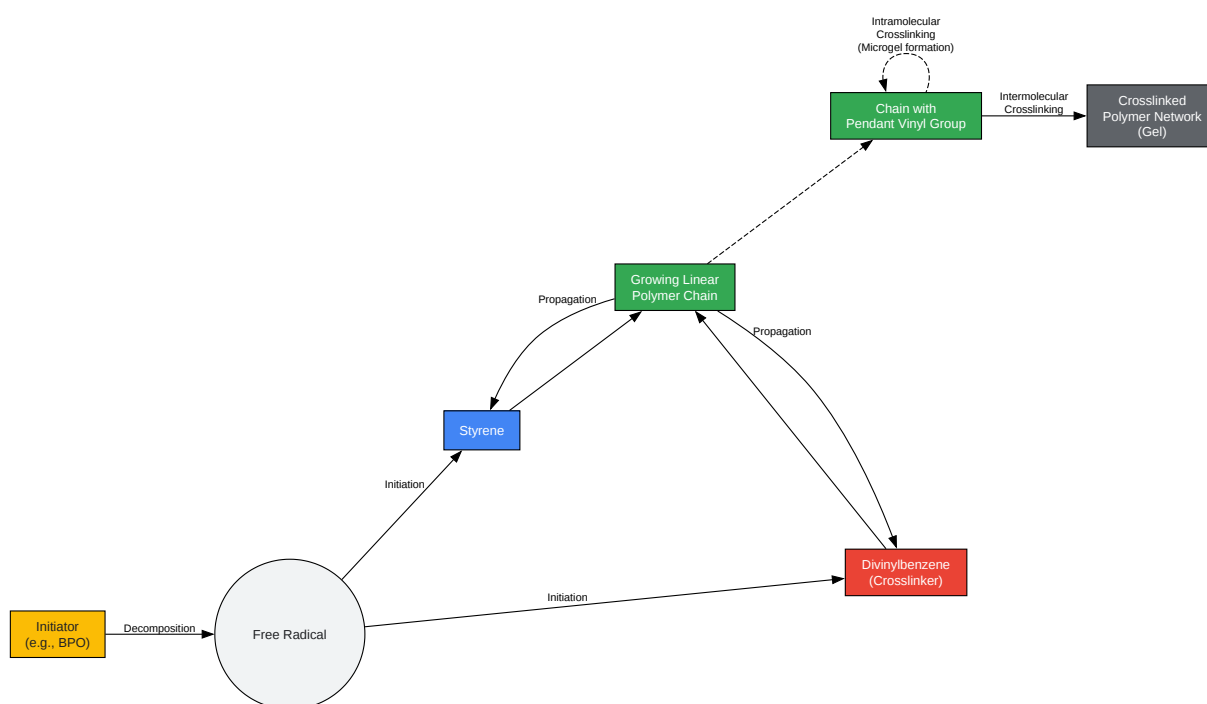 Intramolecular
Crosslinking
(Microgel formation)
Chain with
Pendant Vinyl Group
Intermolecular
Crosslinking
Crosslinked
Polymer Network
(Gel)
Growing Linear
Polymer Chain
Propagation
Propagation
Styrene
Initiation
Divinylbenzene
(Crosslinker)
Initiation
Initiator
(e.g., BPO)
Decomposition
Free Radical